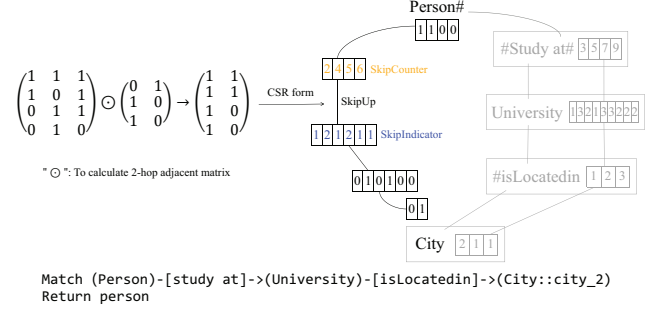 Person#
1 1 0 0
#Study at# 3 5 7 9
1 1 1
1 0 1
0 1 1
0 1 0
⊙
0 1
1 0
1 0
→
1 1
1 1
1 0
1 0
CSR form
2 4 5 6 SkipCounter
SkipUp
1 2 1 2 1 1 SkipIndicator
University 1 3 2 1 3 3 2 2 2
" ⊙ ": To calculate 2-hop adjacent matrix
0 1 0 1 0 0
#isLocatedin 1 2 3
0 1
City 2 1 1
Match (Person)-[study at]->(University)-[isLocatedin]->(City::city_2)
Return person